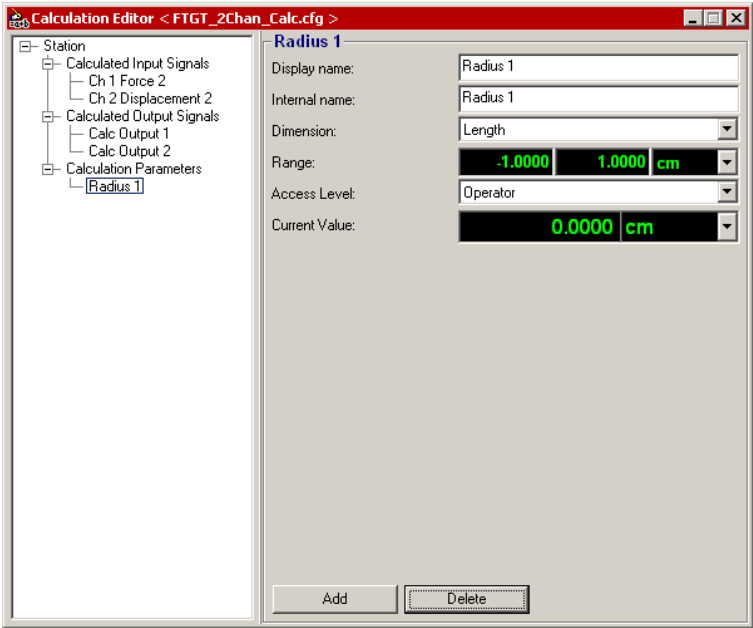 Calculation Editor < FTGT_2Chan_Calc.cfg >
Station
Calculated Input Signals
Ch 1 Force 2
Ch 2 Displacement 2
Calculated Output Signals
Calc Output 1
Calc Output 2
Calculation Parameters
Radius 1
Radius 1
Display name: Radius 1
Internal name: Radius 1
Dimension: Length
Range: -1.0000 1.0000 cm
Access Level: Operator
Current Value: 0.0000 cm
Add Delete